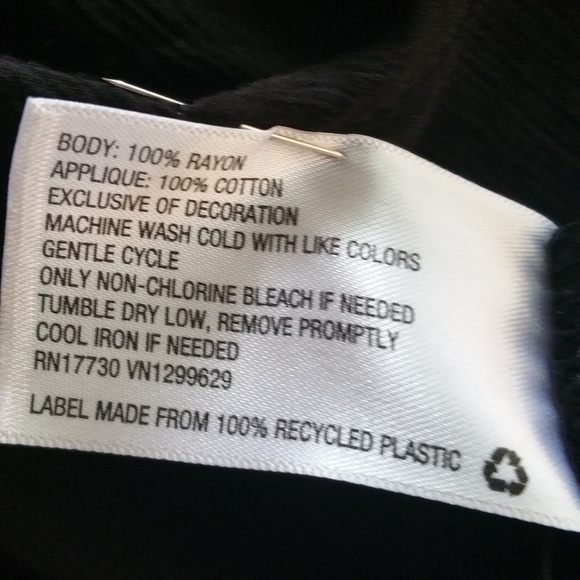 BODY: 100% RAYON
APPLIQUE: 100% COTTON
EXCLUSIVE OF DECORATION
MACHINE WASH COLD WITH LIKE COLORS
GENTLE CYCLE
ONLY NON-CHLORINE BLEACH IF NEEDED
TUMBLE DRY LOW, REMOVE PROMPTLY
COOL IRON IF NEEDED
RN17730 VN1299629
LABEL MADE FROM 100% RECYCLED PLASTIC